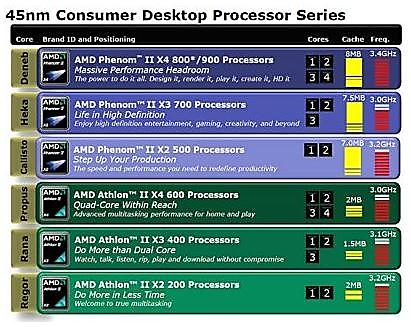 45nm Consumer Desktop Processor Series
Core Brand ID and Positioning Cores Cache Freq.
Deneb
AMD Phenom™ II X4 800*/900 Processors
Massive Performance Headroom
The power to do it all. Design it, render it, play it, create it, HD it
1 2
3 4
8MB
3.4GHz
Heka
AMD Phenom™ II X3 700 Processors
Life in High Definition
Enjoy high definition entertainment, gaming, creativity, and beyond
1 2
3
7.5MB
3.0GHz
Callisto
AMD Phenom™ II X2 500 Processors
Step Up Your Production
The speed and performance you need to redefine productivity
1 2
7.0MB
3.2GHz
Propus
AMD Athlon™ II X4 600 Processors
Quad-Core Within Reach
Advanced multitasking performance for home and play
1 2
3 4
2MB
3.0GHz
Rana
AMD Athlon™ II X3 400 Processors
Do More than Dual Core
Watch, talk, listen, rip, play and download without compromise
1 2
3
1.5MB
3.1GHz
Regor
AMD Athlon™ II X2 200 Processors
Do More in Less Time
Welcome to true multitasking
1 2
2MB
3.2GHz